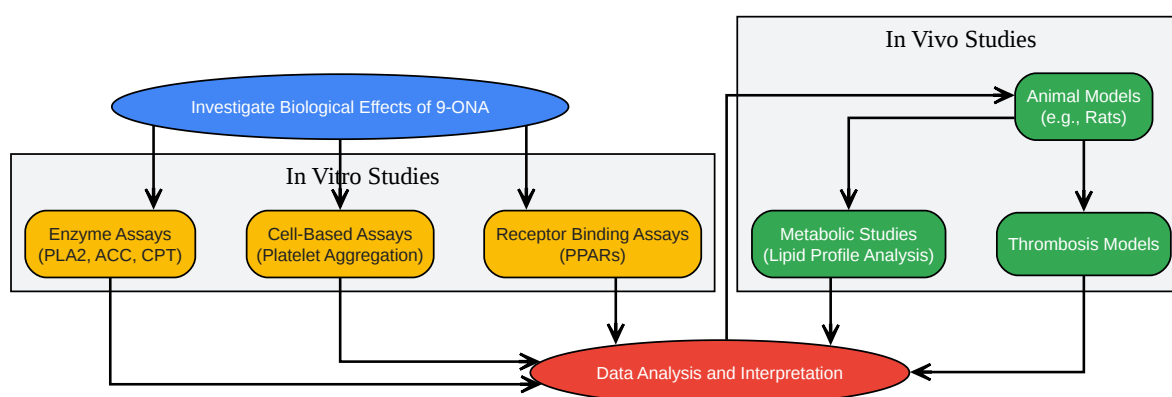 In Vivo Studies
Investigate Biological Effects of 9-ONA
Animal Models
(e.g., Rats)
In Vitro Studies
Enzyme Assays
(PLA2, ACC, CPT)
Cell-Based Assays
(Platelet Aggregation)
Receptor Binding Assays
(PPARs)
Metabolic Studies
(Lipid Profile Analysis)
Thrombosis Models
Data Analysis and Interpretation